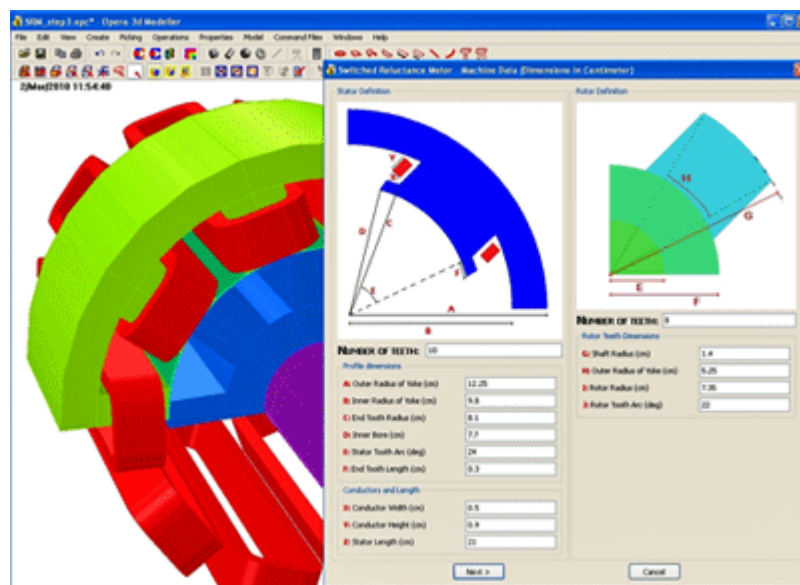 SRM_step3.opc* - Opera 3d Modeller
File Edit View Create Picking Operations Properties Model Command Files Windows Help
2/Mar/2010 11:54:40
Switched Reluctance Motor - Machine Data (Dimensions in Centimeter)
Stator Definition
Rotor Definition
D
C
E
F
A
B
H
G
E
F
NUMBER OF TEETH:
10
NUMBER OF TEETH:
Profile dimensions
A: Outer Radius of Yoke (cm) 12.25
B: Inner Radius of Yoke (cm) 9.8
C: End Tooth Radius (cm) 8.1
D: Inner Bore (cm) 7.7
E: Stator Tooth Arc (deg) 24
F: End Tooth Length (cm) 0.3
Conductors and Length
X: Conductor Width (cm) 0.5
Y: Conductor Height (cm) 0.9
Z: Stator Length (cm) 21
Rotor Teeth Dimensions
G: Shaft Radius (cm) 1.4
H: Outer Radius of Yoke (cm) 5.25
I: Rotor Radius (cm) 7.35
J: Rotor Tooth Arc (deg) 22
Next >
Cancel